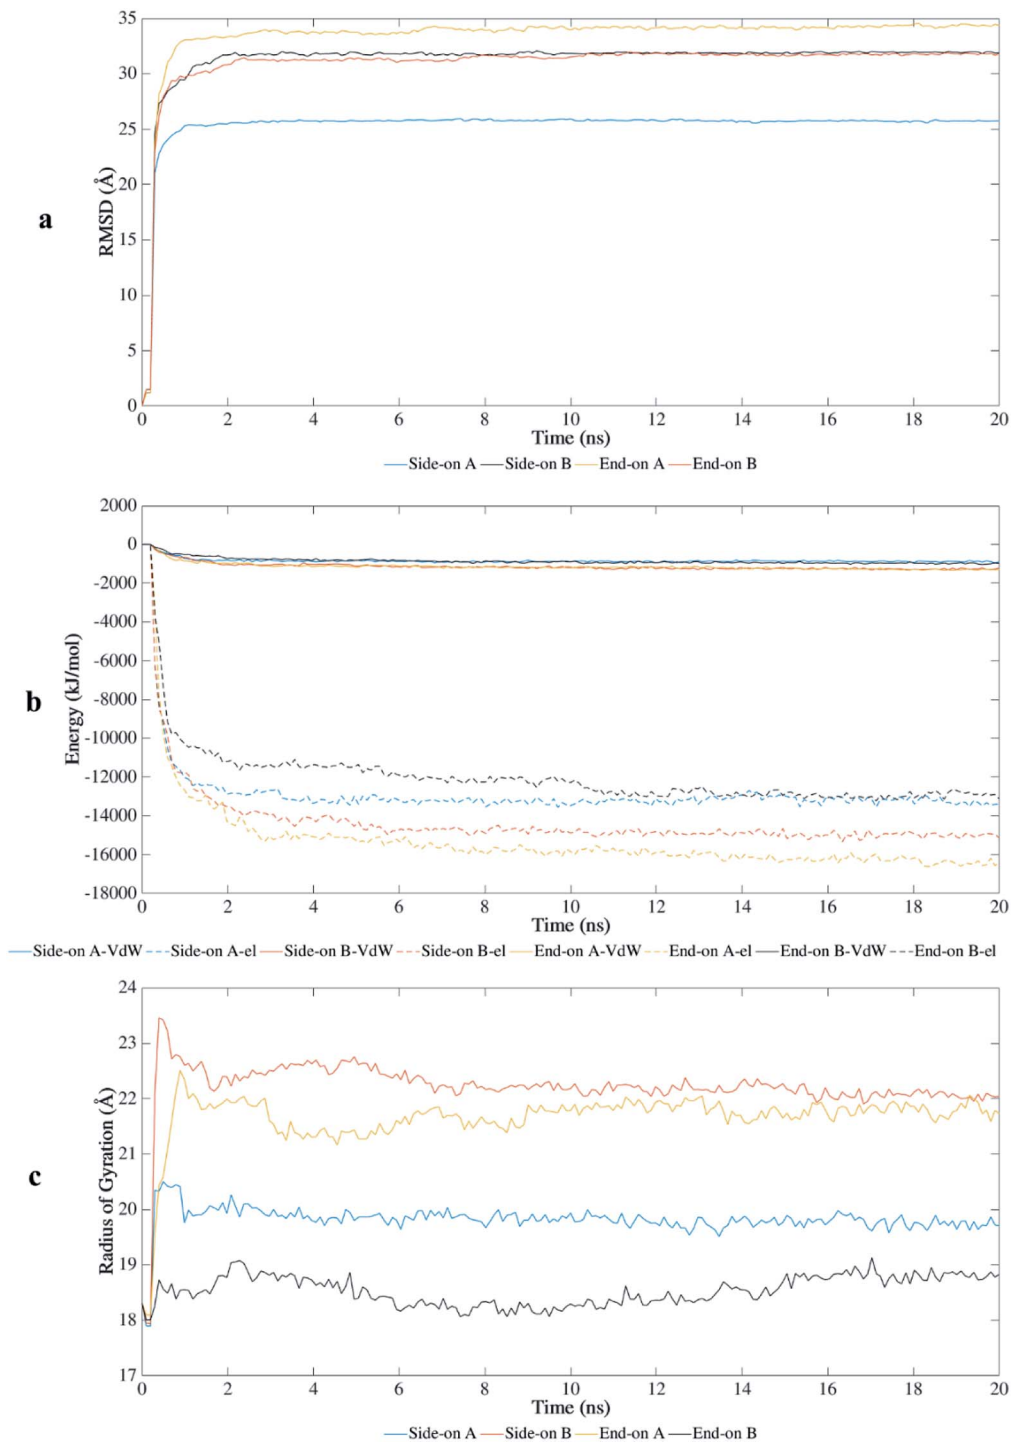 35
30
25
20
15
10
5
0
RMSD (Å)
a
0 2 4 6 8 10 12 14 16 18 20
Time (ns)
Side-on A Side-on B End-on A End-on B
2000
0
-2000
-4000
-6000
-8000
-10000
-12000
-14000
-16000
-18000
Energy (kJ/mol)
b
0 2 4 6 8 10 12 14 16 18 20
Time (ns)
Side-on A-VdW Side-on A-el Side-on B-VdW Side-on B-el End-on A-VdW End-on A-el End-on B-VdW End-on B-el
24
23
22
21
20
19
18
17
Radius of Gyration (Å)
c
0 2 4 6 8 10 12 14 16 18 20
Time (ns)
Side-on A Side-on B End-on A End-on B